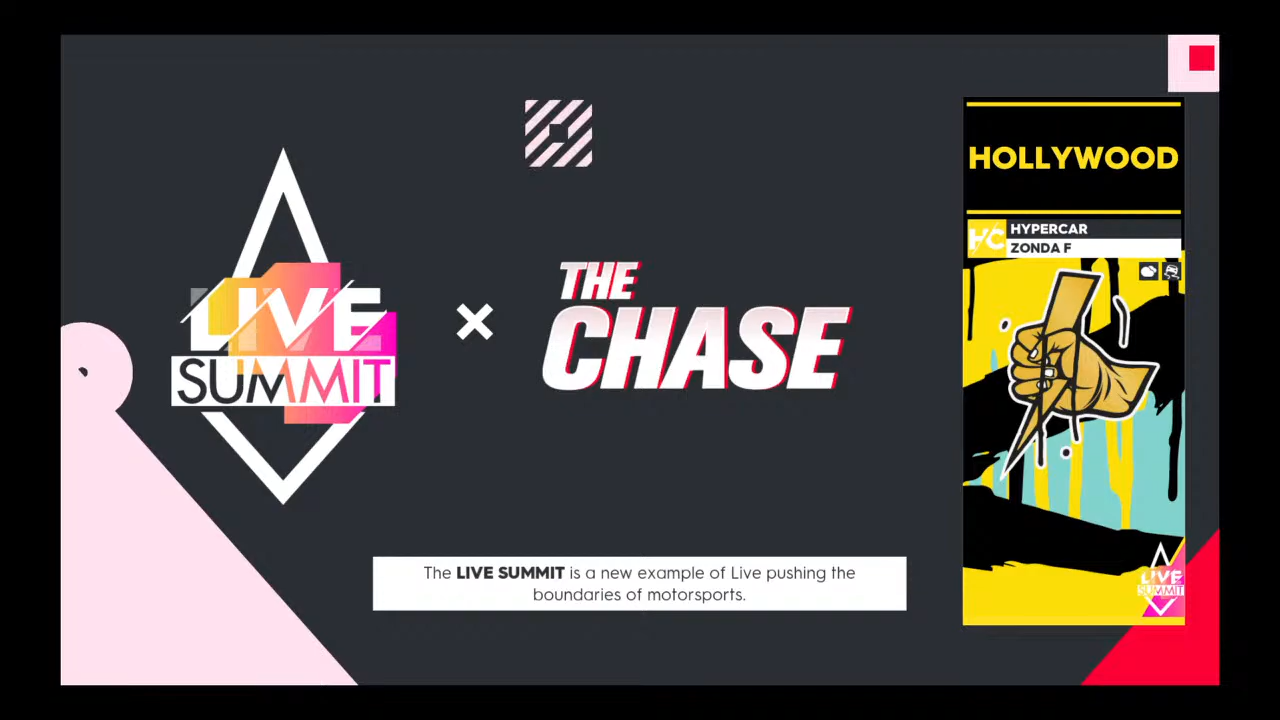 LIVE
SUMMIT
×
THE
CHASE
HOLLYWOOD
HC
HYPERCAR
ZONDA F
LIVE
SUMMIT
The LIVE SUMMIT is a new example of Live pushing the
boundaries of motorsports.